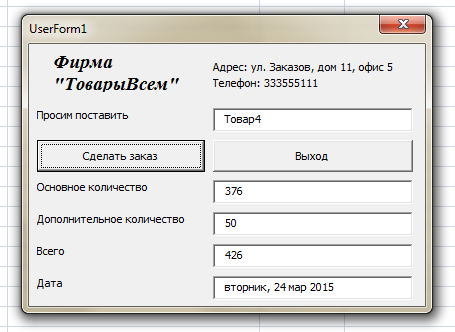 UserForm1
Фирма
"ТоварыВсем"
Адрес: ул. Заказов, дом 11, офис 5
Телефон: 333555111
Просим поставить
Товар4
Сделать заказ
Выход
Основное количество
376
Дополнительное количество
50
Всего
426
Дата
вторник, 24 мар 2015